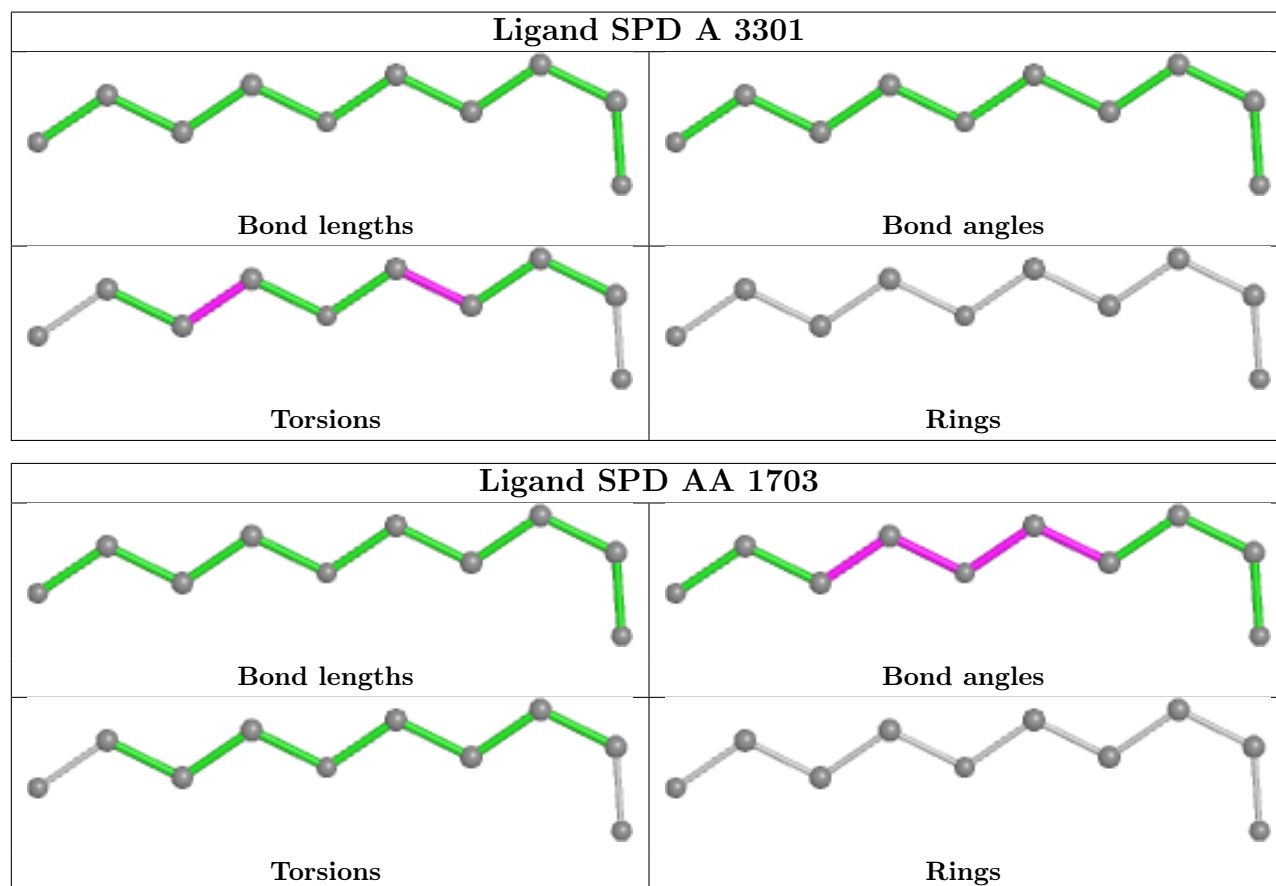 Ligand SPD A 3301
Bond lengths Bond angles
Torsions Rings
Ligand SPD AA 1703
Bond lengths Bond angles
Torsions Rings